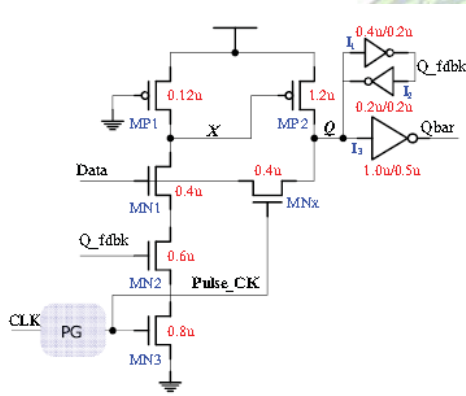 0.4u/0.2u
I₁
Q_fdbk
0.12u
1.2u
I₂
0.2u/0.2u
MP1
X
MP2
Q
Qbar
I₃
1.0u/0.5u
Data
0.4u
0.4u
MN1
MNx
Q_fdbk
0.6u
MN2
Pulse_CK
CLK
PG
0.8u
MN3